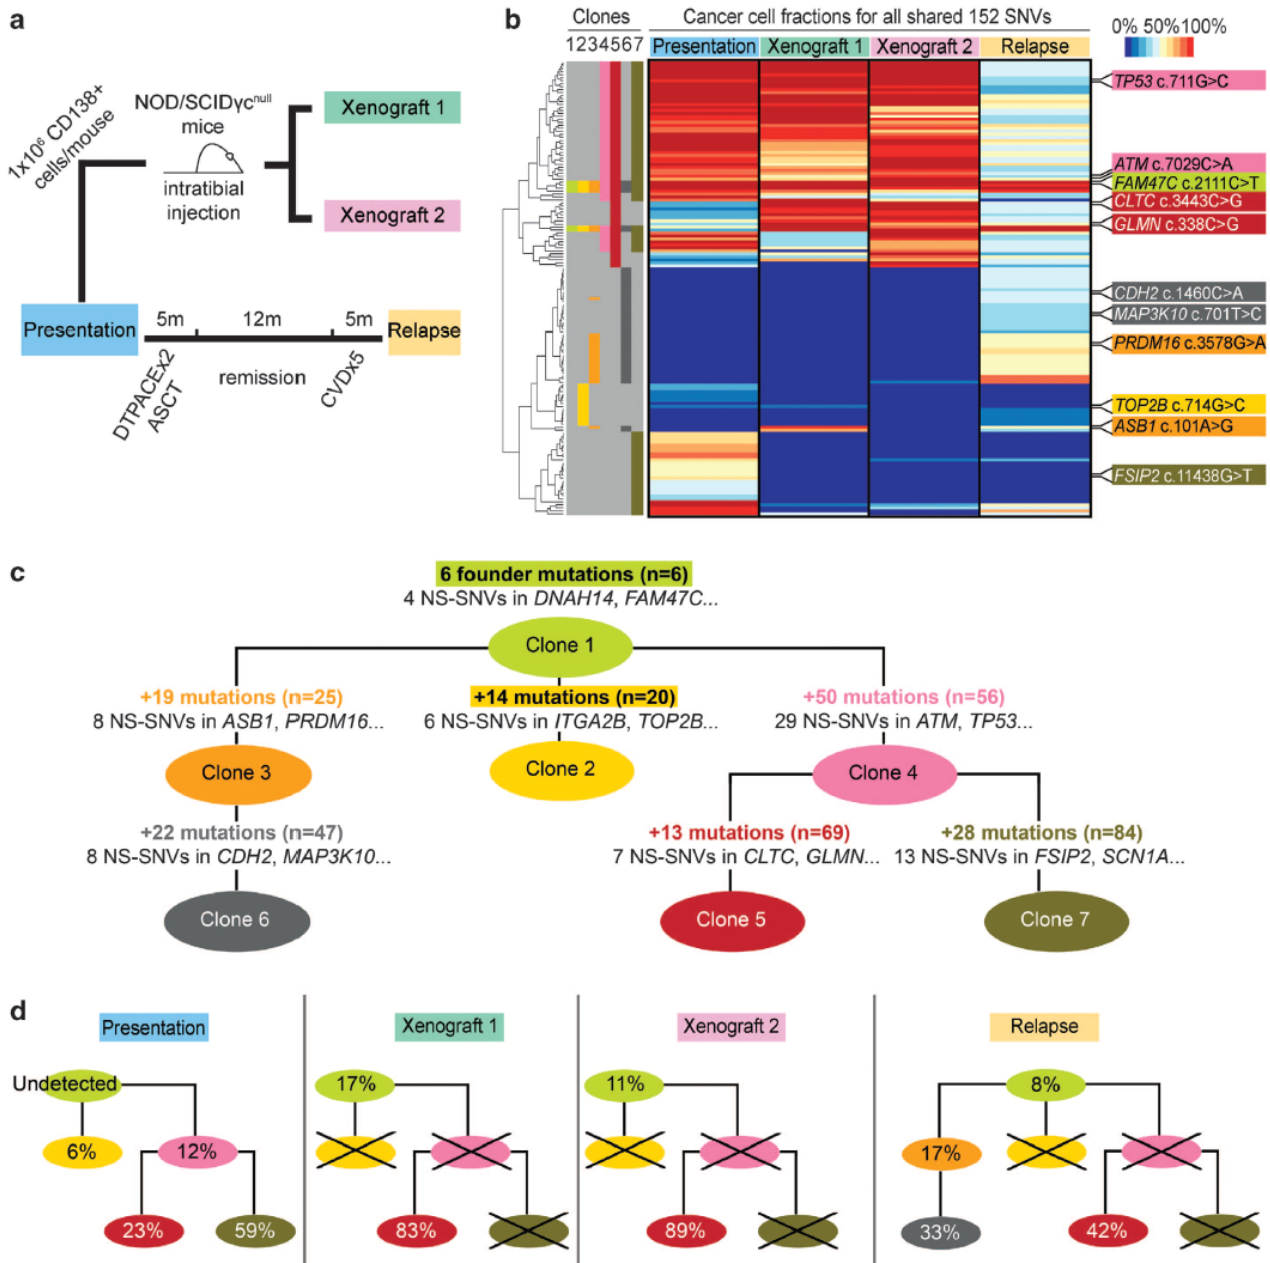 a
1x10⁶ CD138+
cells/mouse
NOD/SCIDγcⁿᵘˡˡ
mice
intratibial
injection
Xenograft 1
Xenograft 2
Presentation
5m
12m
5m
Relapse
DTPACEx2
ASCT
remission
CVDx5
b
Clones
1234567
Cancer cell fractions for all shared 152 SNVs
Presentation
Xenograft 1
Xenograft 2
Relapse
0% 50% 100%
TP53 c.711G>C
ATM c.7029C>A
FAM47C c.2111C>T
CLTC c.3443C>G
GLMN c.338C>G
CDH2 c.1460C>A
MAP3K10 c.701T>C
PRDM16 c.3578G>A
TOP2B c.714G>C
ASB1 c.101A>G
FSIP2 c.11438G>T
c
6 founder mutations (n=6)
4 NS-SNVs in DNAH14, FAM47C...
Clone 1
+19 mutations (n=25)
8 NS-SNVs in ASB1, PRDM16...
Clone 3
+14 mutations (n=20)
6 NS-SNVs in ITGA2B, TOP2B...
Clone 2
+50 mutations (n=56)
29 NS-SNVs in ATM, TP53...
Clone 4
+22 mutations (n=47)
8 NS-SNVs in CDH2, MAP3K10...
Clone 6
+13 mutations (n=69)
7 NS-SNVs in CLTC, GLMN...
Clone 5
+28 mutations (n=84)
13 NS-SNVs in FSIP2, SCN1A...
Clone 7
d
Presentation
Undetected
6%
12%
23%
59%
Xenograft 1
17%
83%
Xenograft 2
11%
89%
Relapse
8%
17%
33%
42%